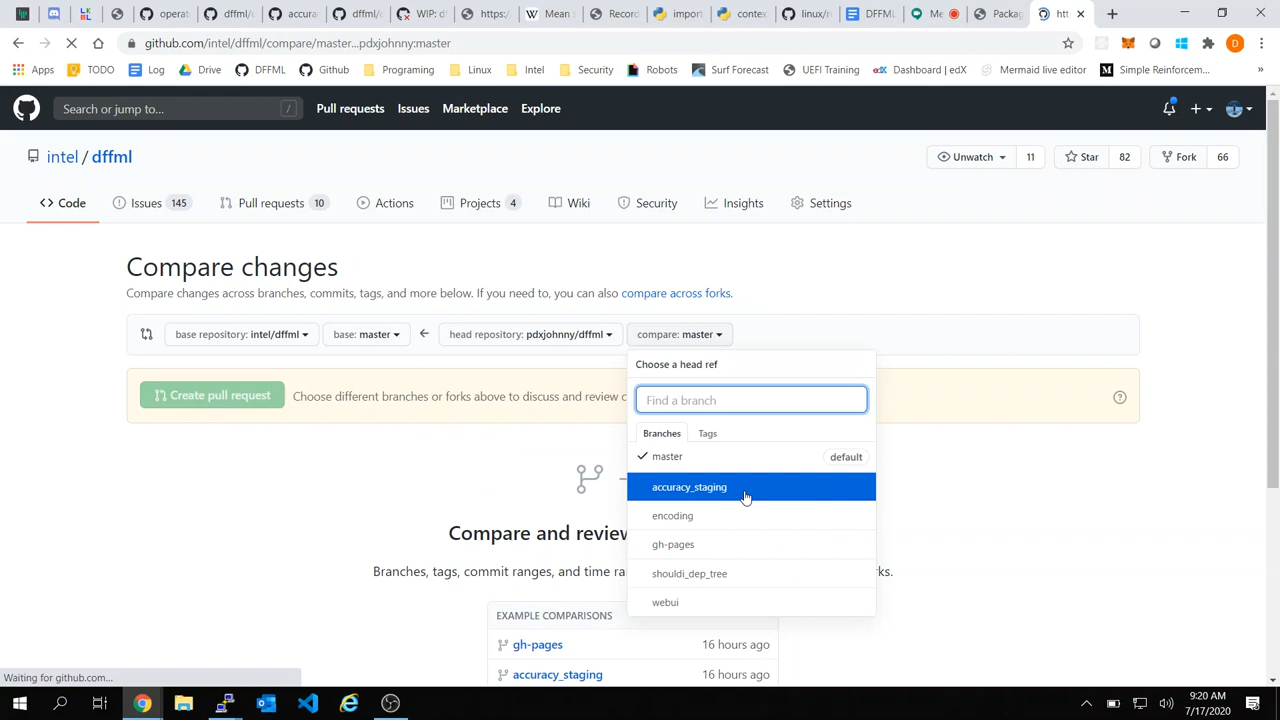 operat
dffml/c
accura
dffml/c
WIP: df
https:/
Mean s
Record
import
contex
linux/r
DFFML
Me
Packag
htt
github.com/intel/dffml/compare/master...pdxjohnny:master
D
Apps
TODO
Log
Drive
DFFML
Github
Programing
Linux
Intel
Security
Robots
Surf Forecast
UEFI Training
edX Dashboard | edX
Mermaid live editor
M Simple Reinforcem...
»
Search or jump to...
/
Pull requests
Issues
Marketplace
Explore
intel / dffml
Unwatch 11
Star 82
Fork 66
Code
Issues 145
Pull requests 10
Actions
Projects 4
Wiki
Security
Insights
Settings
Compare changes
Compare changes across branches, commits, tags, and more below. If you need to, you can also compare across forks.
base repository: intel/dffml
base: master
head repository: pdxjohnny/dffml
compare: master
Choose a head ref
Create pull request
Choose different branches or forks above to discuss and review c
Find a branch
Branches
Tags
master
default
accuracy_staging
encoding
gh-pages
shouldi_dep_tree
webui
Compare and review
Branches, tags, commit ranges, and time ra
ks.
EXAMPLE COMPARISONS
gh-pages
16 hours ago
accuracy_staging
16 hours ago
Waiting for github.com...
9:20 AM
7/17/2020